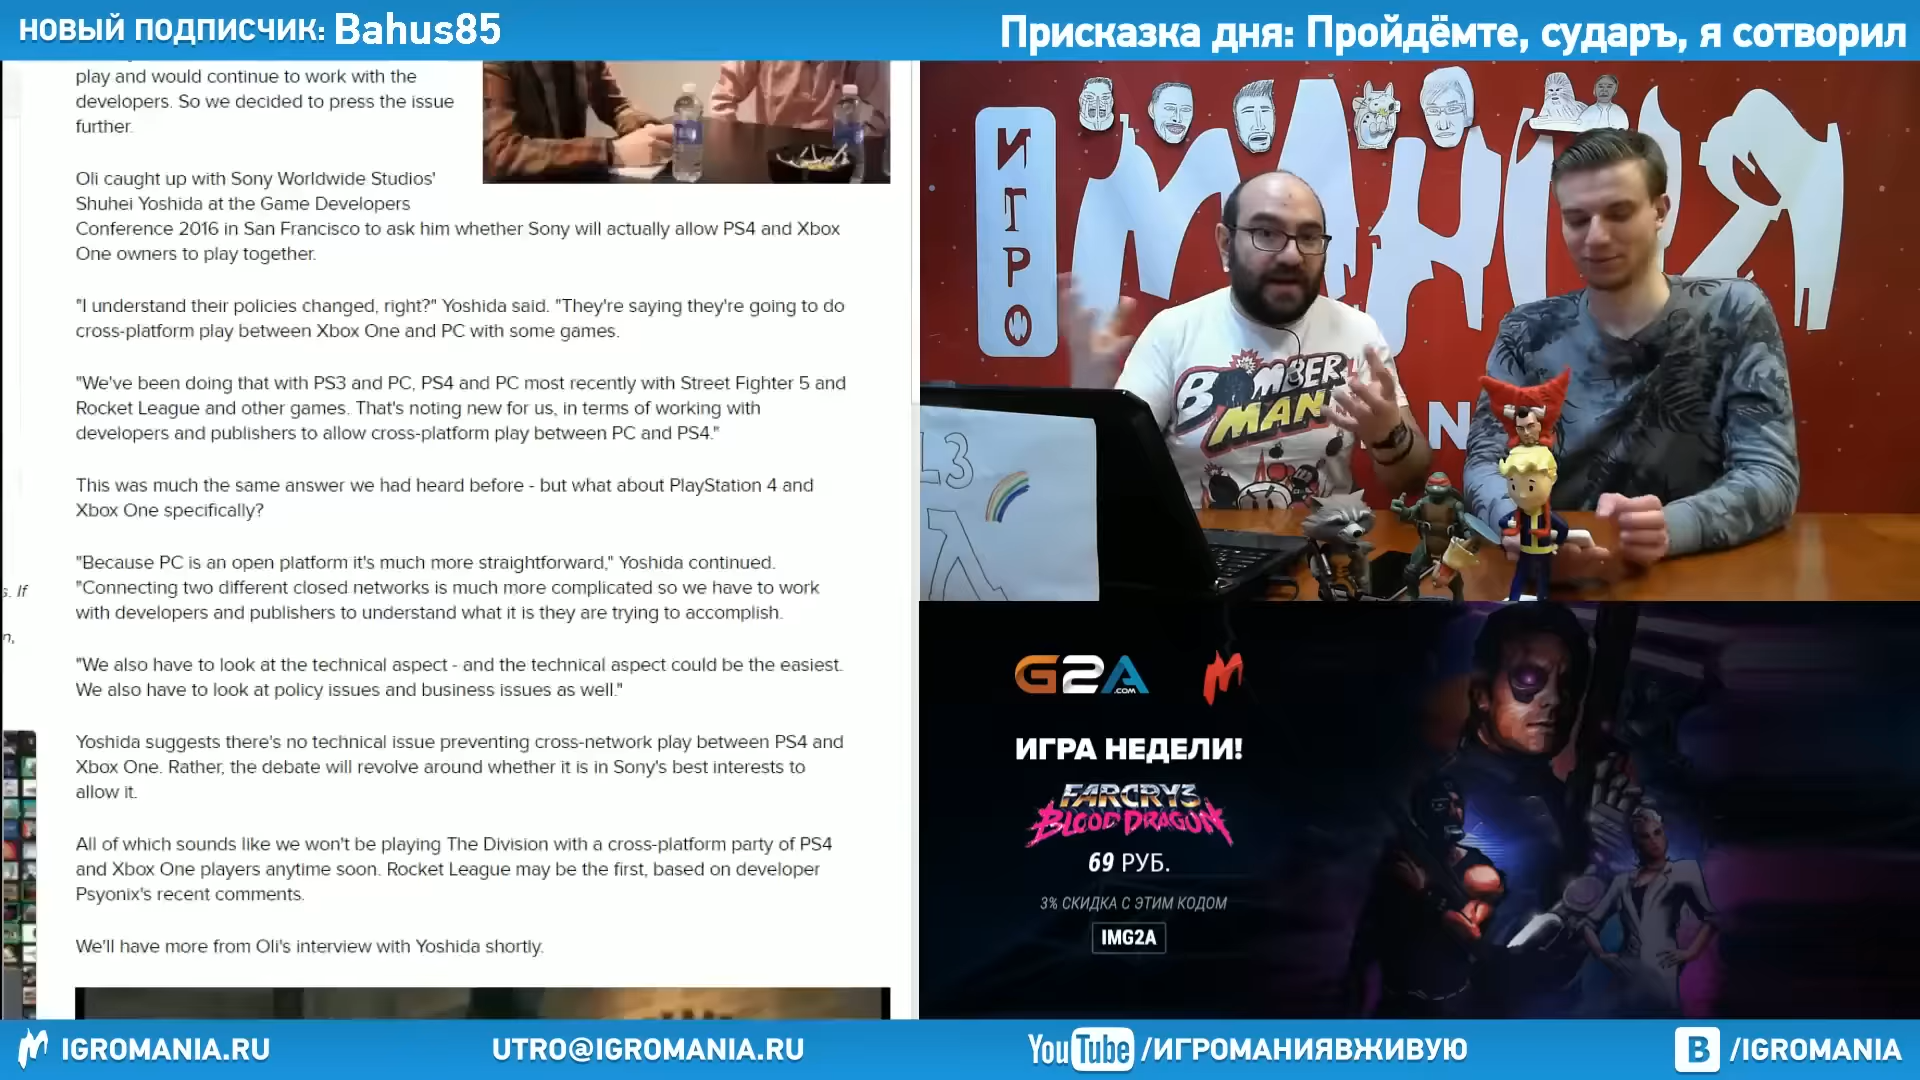 НОВЫЙ ПОДПИСЧИК: Bahus85
Присказка дня: Пройдёмте, сударъ, я сотворил
play and would continue to work with the
developers. So we decided to press the issue
further.
Oli caught up with Sony Worldwide Studios'
Shuhei Yoshida at the Game Developers
Conference 2016 in San Francisco to ask him whether Sony will actually allow PS4 and Xbox
One owners to play together.
"I understand their policies changed, right?" Yoshida said. "They're saying they're going to do
cross-platform play between Xbox One and PC with some games.
"We've been doing that with PS3 and PC, PS4 and PC most recently with Street Fighter 5 and
Rocket League and other games. That's noting new for us, in terms of working with
developers and publishers to allow cross-platform play between PC and PS4."
This was much the same answer we had heard before - but what about PlayStation 4 and
Xbox One specifically?
"Because PC is an open platform it's much more straightforward," Yoshida continued.
"Connecting two different closed networks is much more complicated so we have to work
with developers and publishers to understand what it is they are trying to accomplish.
"We also have to look at the technical aspect - and the technical aspect could be the easiest.
We also have to look at policy issues and business issues as well."
Yoshida suggests there's no technical issue preventing cross-network play between PS4 and
Xbox One. Rather, the debate will revolve around whether it is in Sony's best interests to
allow it.
All of which sounds like we won't be playing The Division with a cross-platform party of PS4
and Xbox One players anytime soon. Rocket League may be the first, based on developer
Psyonix's recent comments.
We'll have more from Oli's interview with Yoshida shortly.
s. If
n,
ИГРО
МАНИЯ
BOMBER
MAN
L3
G2A
.COM
ИГРА НЕДЕЛИ!
FARCRY3
BLOOD DRAGON
69 РУБ.
3% СКИДКА С ЭТИМ КОДОМ
IMG2A
IGROMANIA.RU
UTRO@IGROMANIA.RU
YouTube /ИГРОМАНИЯВЖИВУЮ
B /IGROMANIA